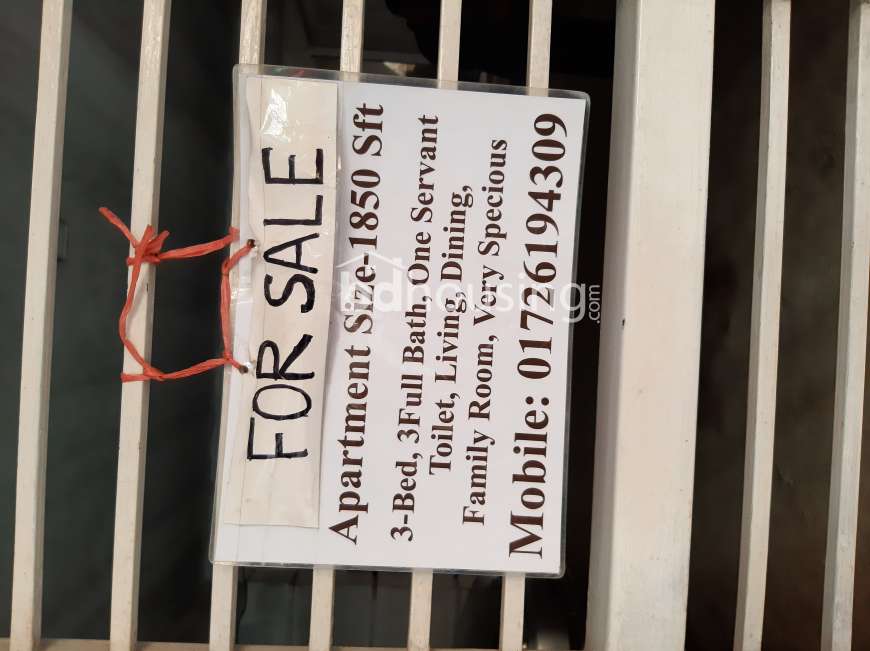 FOR SALE
Apartment Size-1850 Sft
3-Bed, 3Full Bath, One Servant
Toilet, Living, Dining,
Family Room, Very Specious
Mobile: 01726194309
bdhousing.com